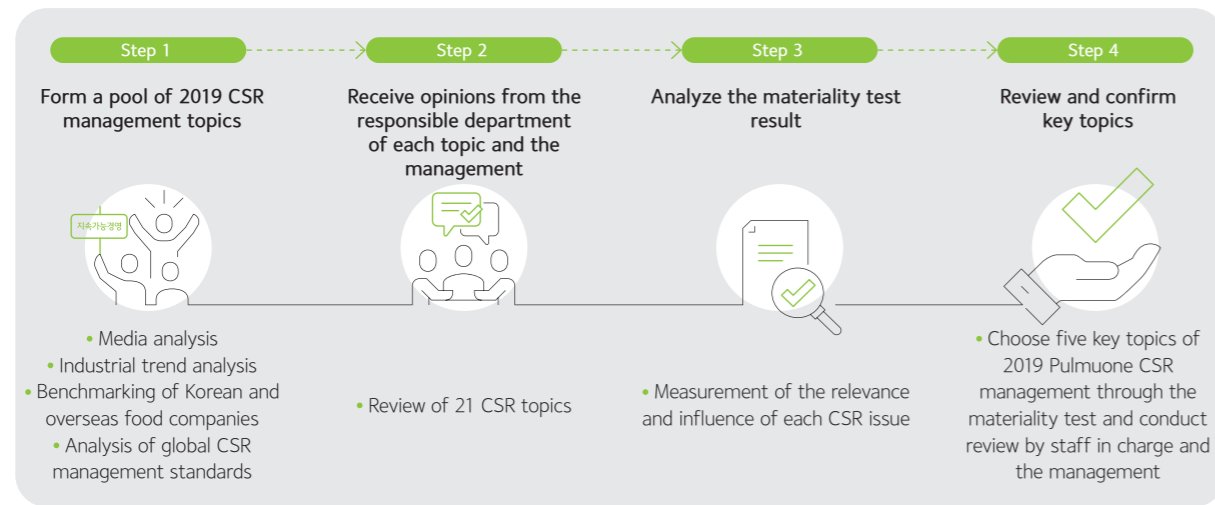 Step 1
Form a pool of 2019 CSR
management topics
지속가능경영
• Media analysis
• Industrial trend analysis
• Benchmarking of Korean and
overseas food companies
• Analysis of global CSR
management standards
Step 2
Receive opinions from the
responsible department
of each topic and the
management
• Review of 21 CSR topics
Step 3
Analyze the materiality test
result
• Measurement of the relevance
and influence of each CSR issue
Step 4
Review and confirm
key topics
• Choose five key topics of
2019 Pulmuone CSR
management through the
materiality test and conduct
review by staff in charge and
the management